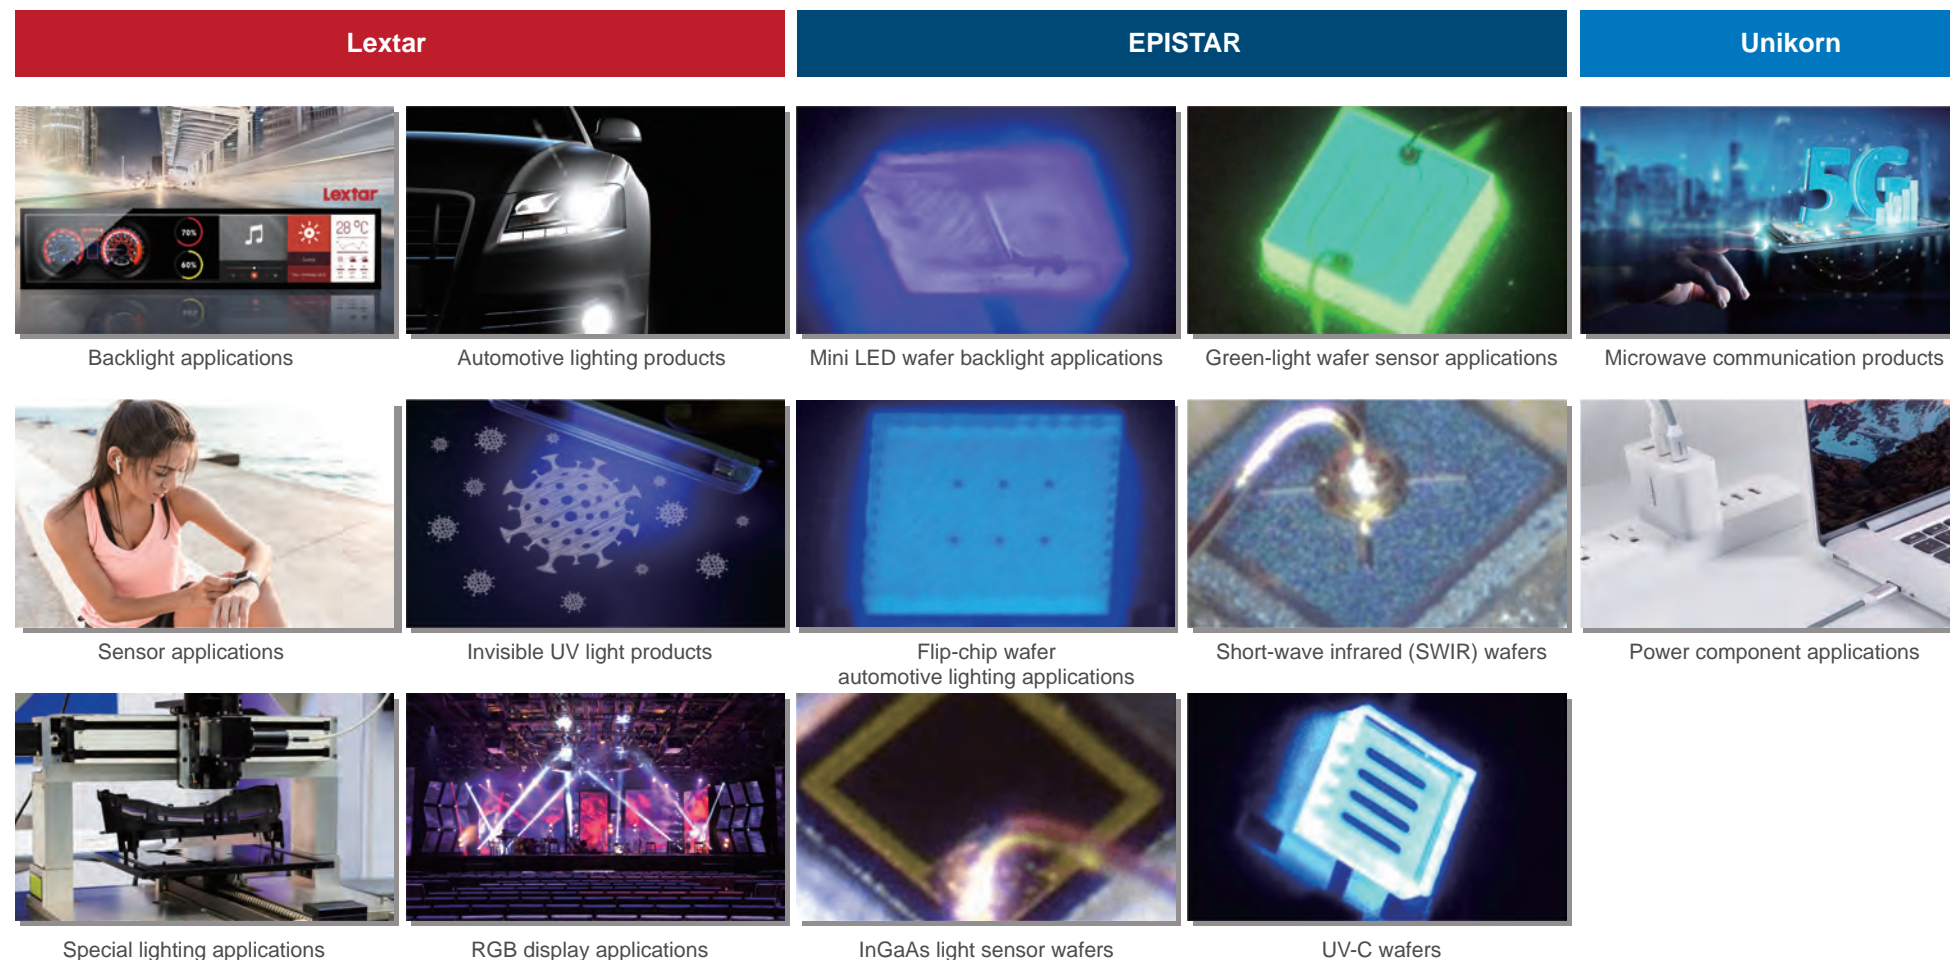 Lextar
EPISTAR
Unikorn
Lextar
70%
60%
28 °C
5G
Backlight applications
Automotive lighting products
Mini LED wafer backlight applications
Green-light wafer sensor applications
Microwave communication products
Sensor applications
Invisible UV light products
Flip-chip wafer
automotive lighting applications
Short-wave infrared (SWIR) wafers
Power component applications
Special lighting applications
RGB display applications
InGaAs light sensor wafers
UV-C wafers